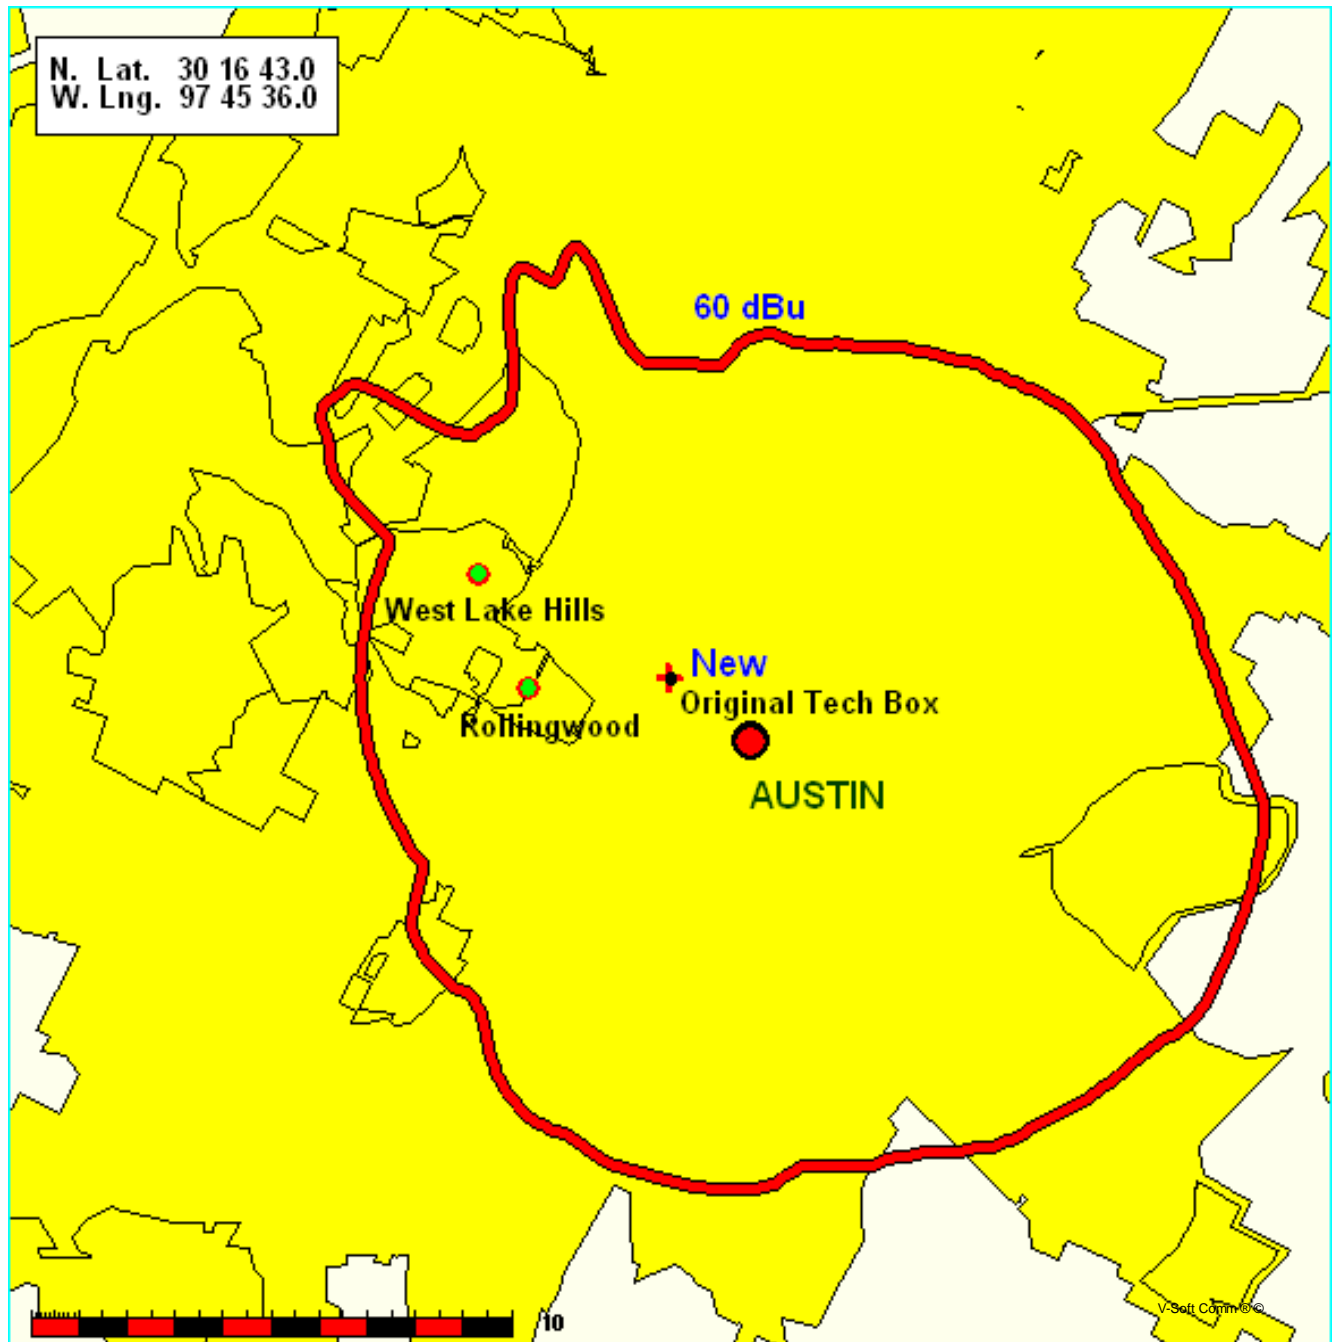 N. Lat. 30 16 43.0
W. Lng. 97 45 36.0
60 dBu
West Lake Hills
New
Original Tech Box
Rollingwood
AUSTIN
10
V-Soft Comm ® ©